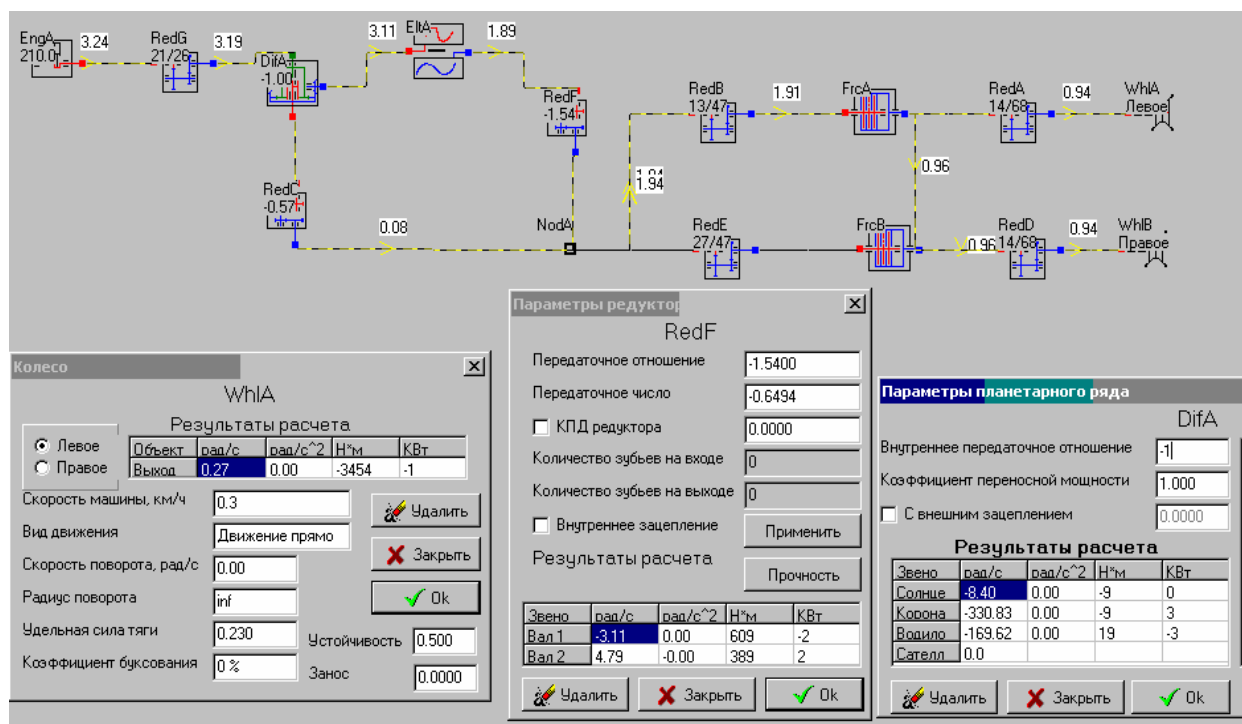 EngA
210.0
3.24
RedG
21/26
3.19
DifA
-1.00
3.11
EltA
1.89
RedF
-1.54
RedB
13/47
1.91
FrcA
RedA
14/68
0.94
WhlA
Левое
1.94
0.96
RedC
-0.57
0.08
NodA
RedE
27/47
FrcB
0.96
RedD
14/68
0.94
WhlB
Правое
Колесо
WhlA
Левое
Правое
Результаты расчета
Объект рад/с рад/с^2 Н*м КВт
Выход 0.27 0.00 -3454 -1
Скорость машины, км/ч 0.3
Вид движения Движение прямо
Скорость поворота, рад/с 0.00
Радиус поворота inf
Удельная сила тяги 0.230
Коэффициент буксования 0 %
Удалить
Закрыть
Ok
Устойчивость 0.500
Занос 0.0000
Параметры редуктор
RedF
Передаточное отношение -1.5400
Передаточное число -0.6494
КПД редуктора 0.0000
Количество зубьев на входе 0
Количество зубьев на выходе 0
Внутреннее зацепление Применить
Результаты расчета Прочность
Звено рад/с рад/с^2 Н*м КВт
Вал 1 -3.11 0.00 609 -2
Вал 2 4.79 -0.00 389 2
Удалить Закрыть Ok
Параметры планетарного ряда
DifA
Внутреннее передаточное отношение -1
Коэффициент переносной мощности 1.000
С внешним зацеплением 0.0000
Результаты расчета
Звено рад/с рад/с^2 Н*м КВт
Солнце -8.40 0.00 -9 0
Корона -330.83 0.00 -9 3
Водило -169.62 0.00 19 -3
Сателл 0.0
Удалить Закрыть Ok